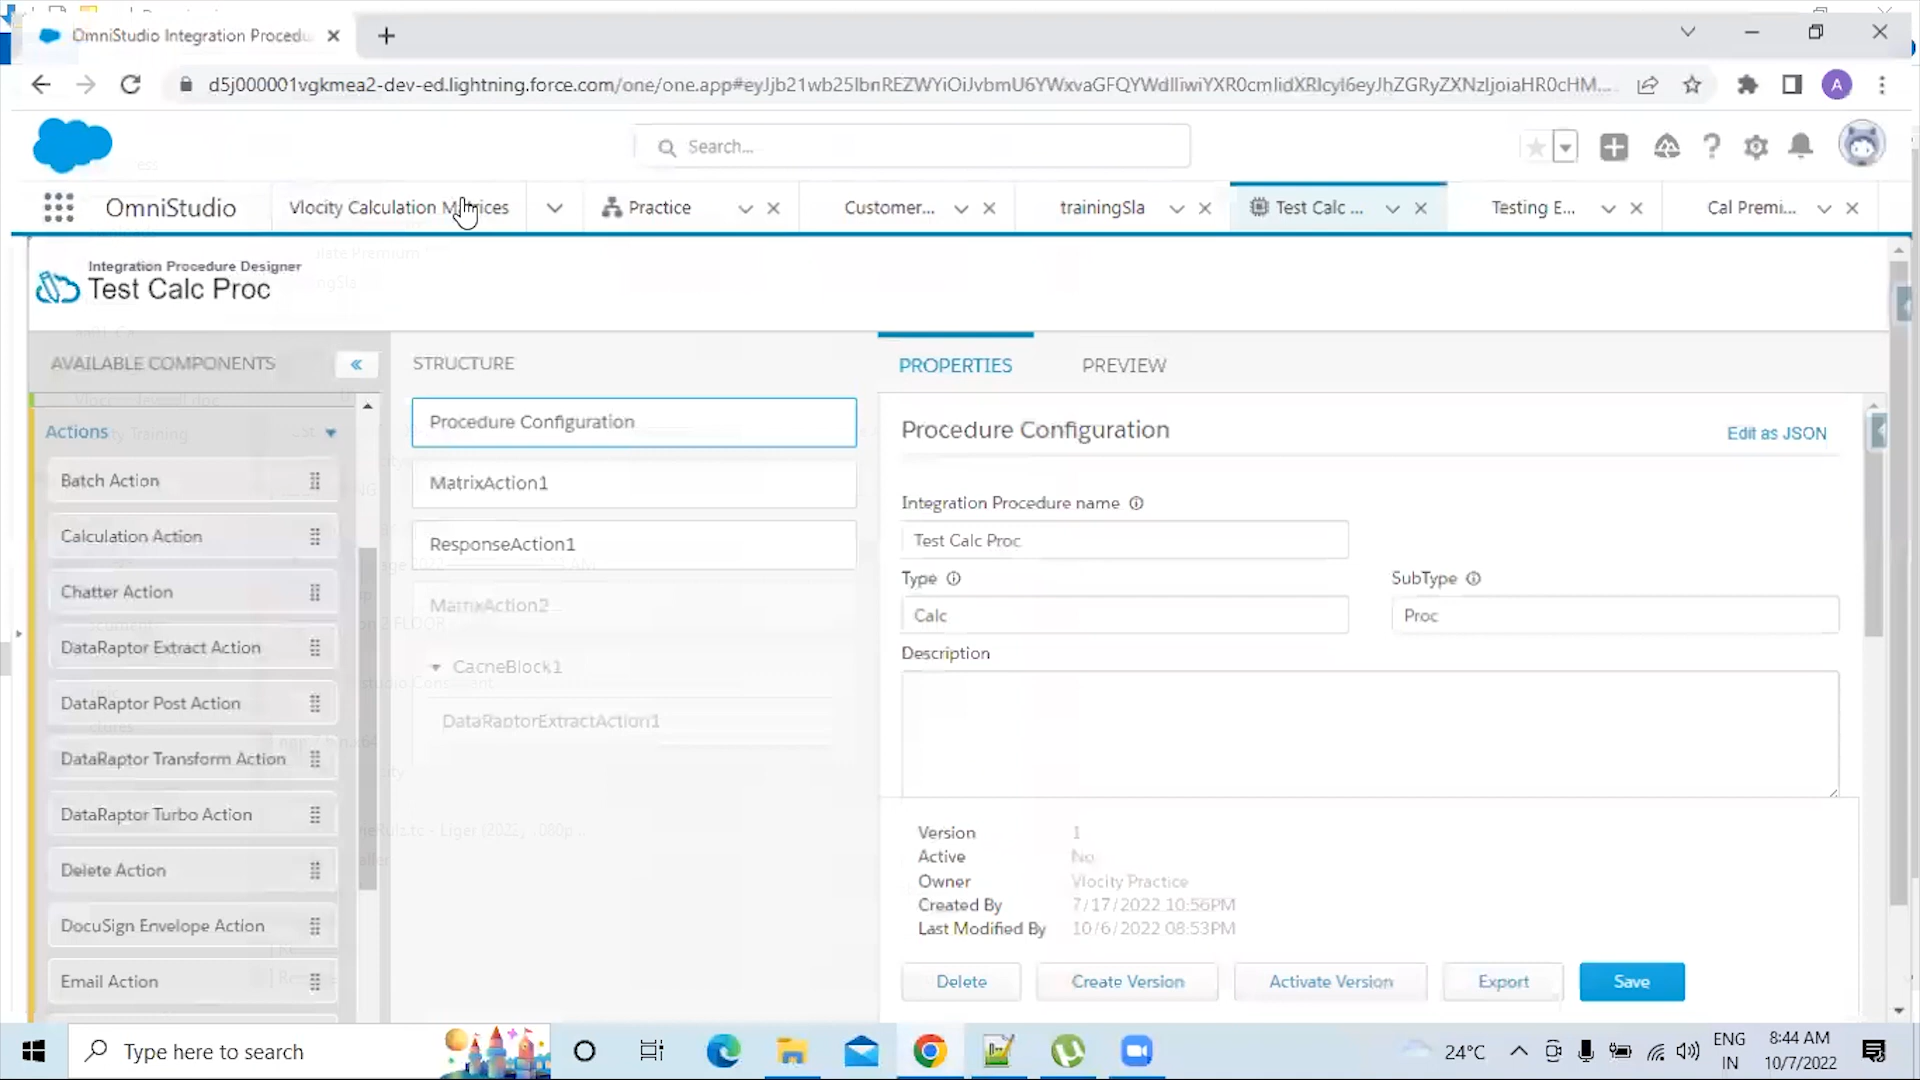 OmniStudio Integration Procedu
d5j000001vgkmea2-dev-ed.lightning.force.com/one/one.app#eyJjb21wb25lbnREZWYiOiJvbmU6YWxvaGFQYWdlIiwiYXR0cmlidXRlcyI6eyJhZGRyZXNzIjoiaHR0cHM...
A
Search...
OmniStudio
Vlocity Calculation Matrices
Practice
Customer...
trainingSla
Test Calc ...
Testing E...
Cal Premi...
Integration Procedure Designer
Test Calc Proc
AVAILABLE COMPONENTS
STRUCTURE
PROPERTIES
PREVIEW
Actions
Batch Action
Calculation Action
Chatter Action
DataRaptor Extract Action
DataRaptor Post Action
DataRaptor Transform Action
DataRaptor Turbo Action
Delete Action
DocuSign Envelope Action
Email Action
Procedure Configuration
MatrixAction1
ResponseAction1
MatrixAction2
CacheBlock1
DataRaptorExtractAction1
Procedure Configuration
Edit as JSON
Integration Procedure name
Test Calc Proc
Type
SubType
Calc
Proc
Description
Version 1
Active No
Owner Vlocity Practice
Created By 7/17/2022 10:56PM
Last Modified By 10/6/2022 08:53PM
Delete
Create Version
Activate Version
Export
Save
Type here to search
24°C
ENG
IN
8:44 AM
10/7/2022